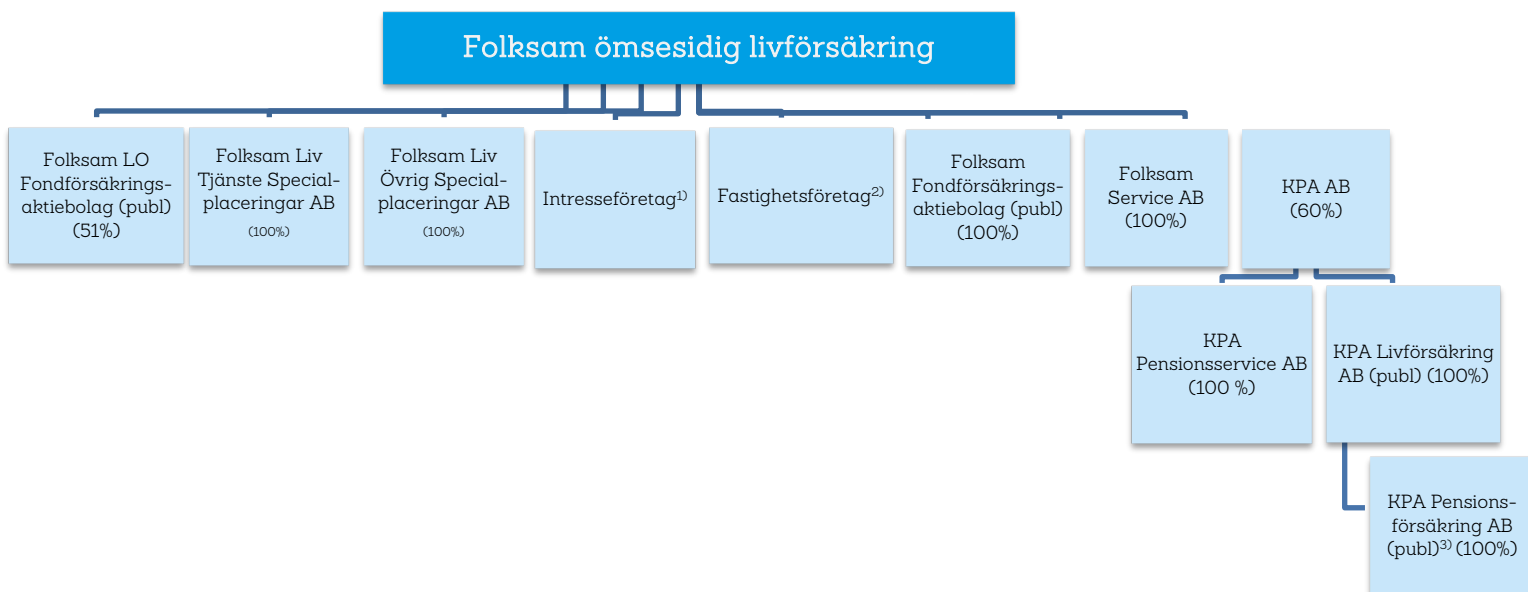 Folksam ömsesidig livförsäkring
Folksam LO
Fondförsäkrings-
aktiebolag (publ)
(51%)
Folksam Liv
Tjänste Special-
placeringar AB
(100%)
Folksam Liv
Övrig Special-
placeringar AB
(100%)
Intresseföretag1)
Fastighetsföretag2)
Folksam
Fondförsäkrings-
aktiebolag (publ)
(100%)
Folksam
Service AB
(100%)
KPA AB
(60%)
KPA
Pensionsservice AB
(100 %)
KPA Livförsäkring
AB (publ) (100%)
KPA Pensions-
försäkring AB
(publ)3) (100%)